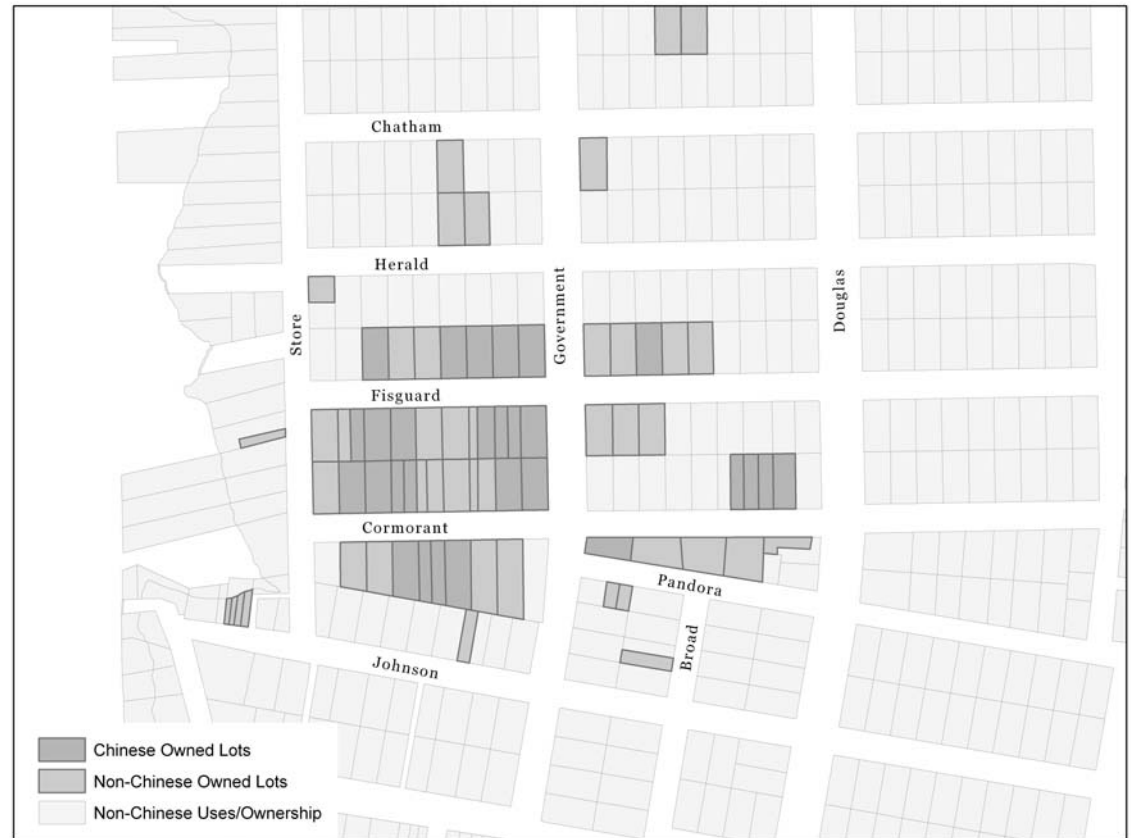 Chatham
Herald
Store
Government
Douglas
Fisguard
Cormorant
Pandora
Broad
Johnson
Chinese Owned Lots
Non-Chinese Owned Lots
Non-Chinese Uses/Ownership